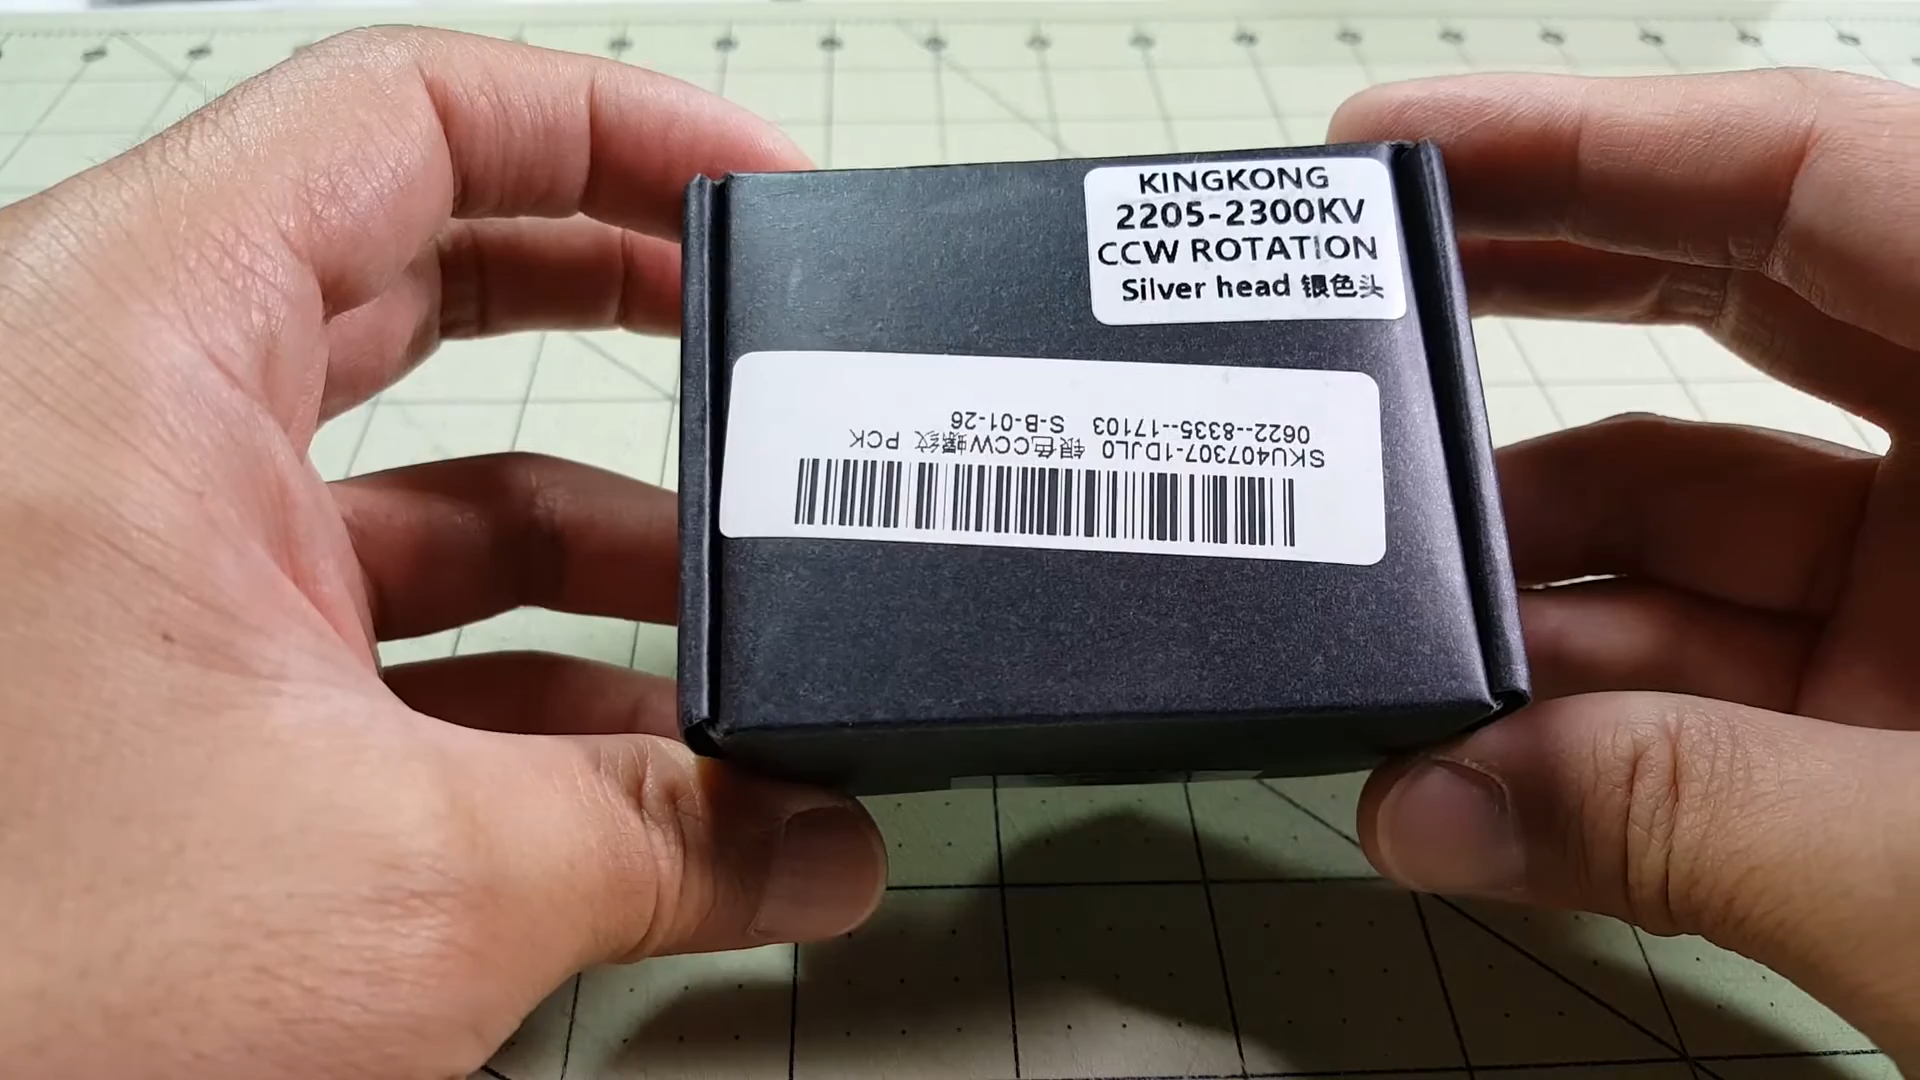 KINGKONG
2205-2300KV
CCW ROTATION
Silver head 银色头
SKU407307-1DJL0 银色CCW螺纹 PCK
0622--8335--17103 S-B-01-26